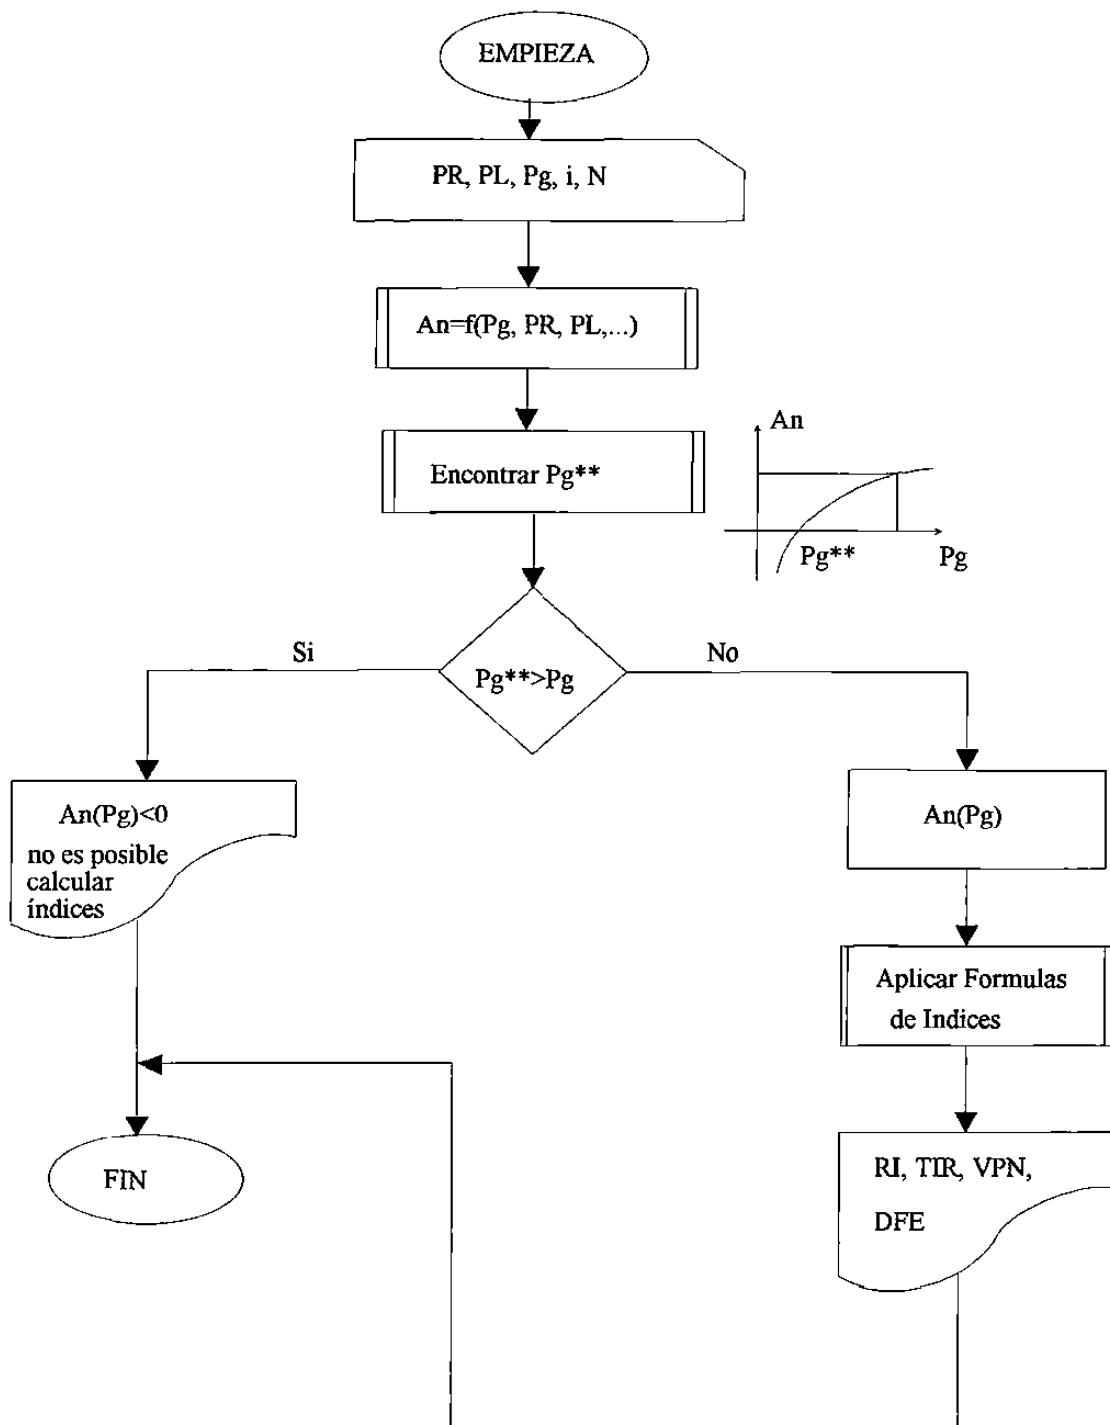 EMPIEZA
PR, PL, Pg, i, N
An=f(Pg, PR, PL,...)
Encontrar Pg**
An
Pg**
Pg
Si
Pg**>Pg
No
An(Pg)<0
no es posible
calcular
índices
An(Pg)
Aplicar Formulas
de Indices
FIN
RI, TIR, VPN,
DFE